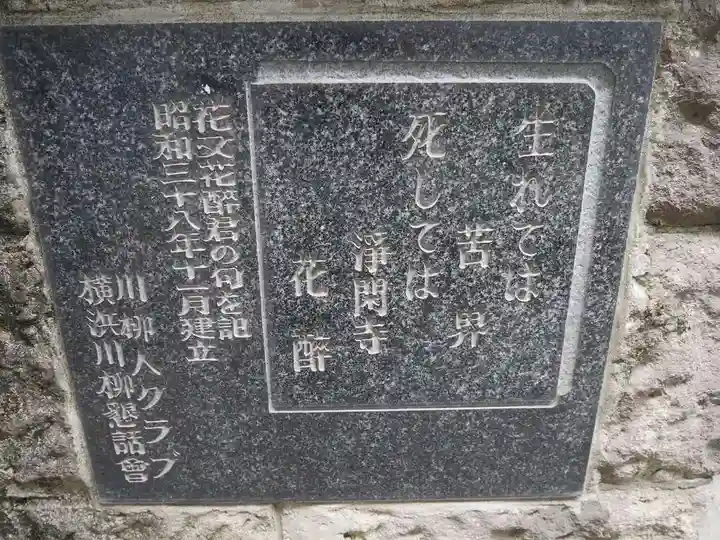 生れては
苦界
死しては
淨閑寺
花酔
花又花酔君の句を記
昭和三十八年十一月建立
川柳人クラブ
横浜川柳懇話會